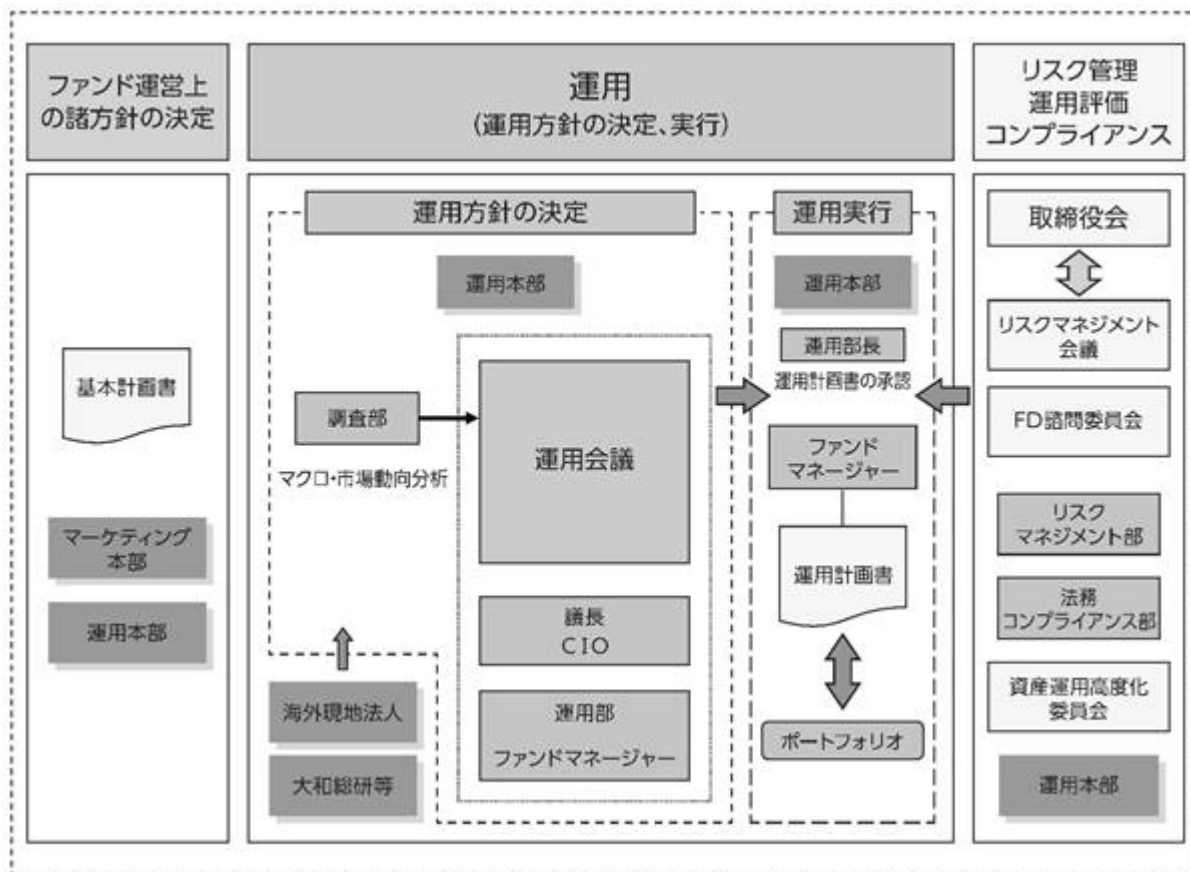 ファンド運営上
の諸方針の決定
運用
(運用方針の決定、実行)
リスク管理
運用評価
コンプライアンス
基本計画書
マーケティング
本部
運用本部
運用方針の決定
運用本部
調査部
マクロ・市場動向分析
運用会議
議長
CIO
運用部
ファンドマネージャー
海外現地法人
大和総研等
運用実行
運用本部
運用部長
運用計画書の承認
ファンド
マネージャー
運用計画書
ポートフォリオ
取締役会
リスクマネジメント
会議
FD諮問委員会
リスク
マネジメント部
法務
コンプライアンス部
資産運用高度化
委員会
運用本部